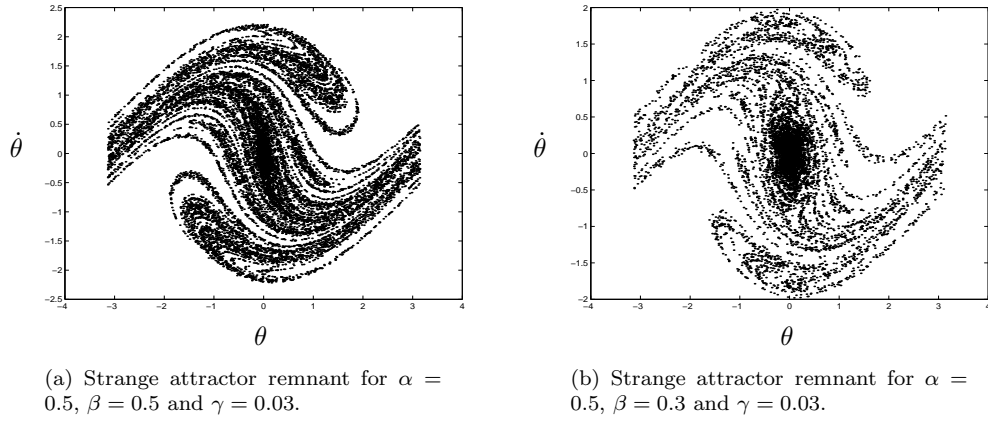 2.5
2
1.5
1
0.5
0
−0.5
−1
−1.5
−2
−2.5
−4 −3 −2 −1 0 1 2 3 4
θ̇
θ
(a) Strange attractor remnant for α =
0.5, β = 0.5 and γ = 0.03.
2
1.5
1
0.5
0
−0.5
−1
−1.5
−2
−4 −3 −2 −1 0 1 2 3 4
θ̇
θ
(b) Strange attractor remnant for α =
0.5, β = 0.3 and γ = 0.03.